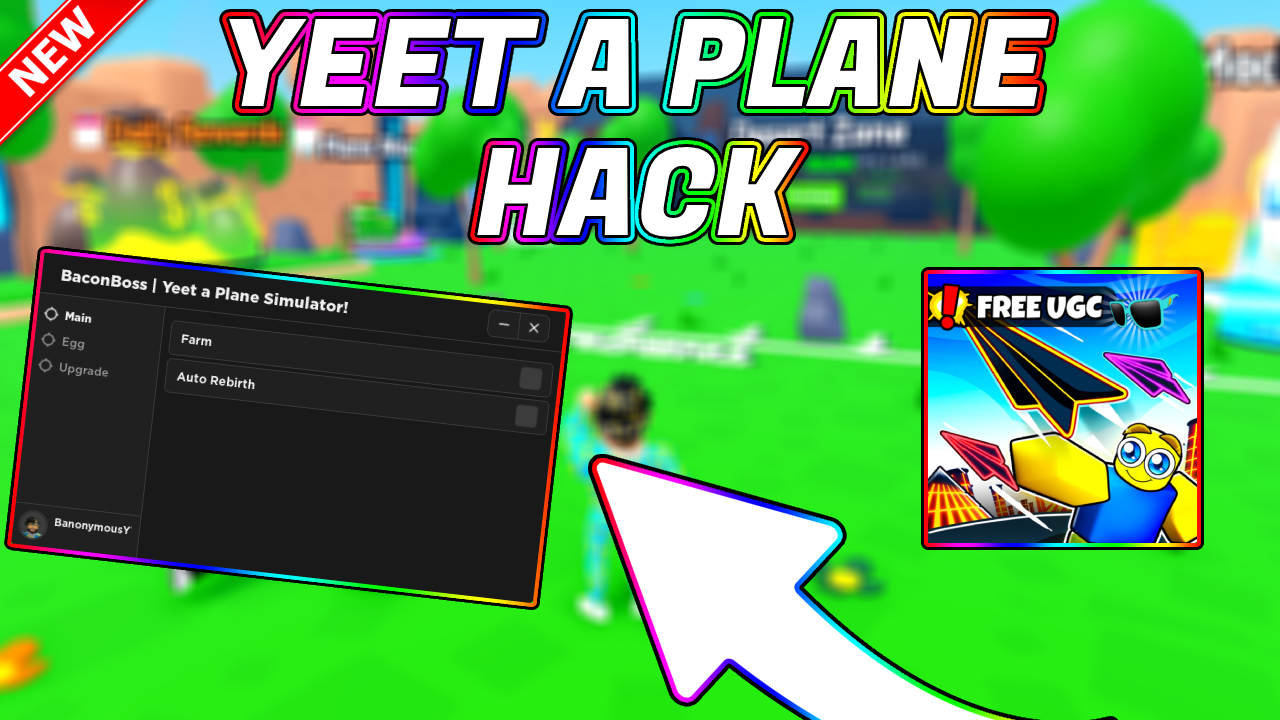 NEW
YEET A PLANE
HACK
BaconBoss | Yeet a Plane Simulator!
Main
Egg
Upgrade
Farm
Auto Rebirth
BanonymousY
FREE UGC